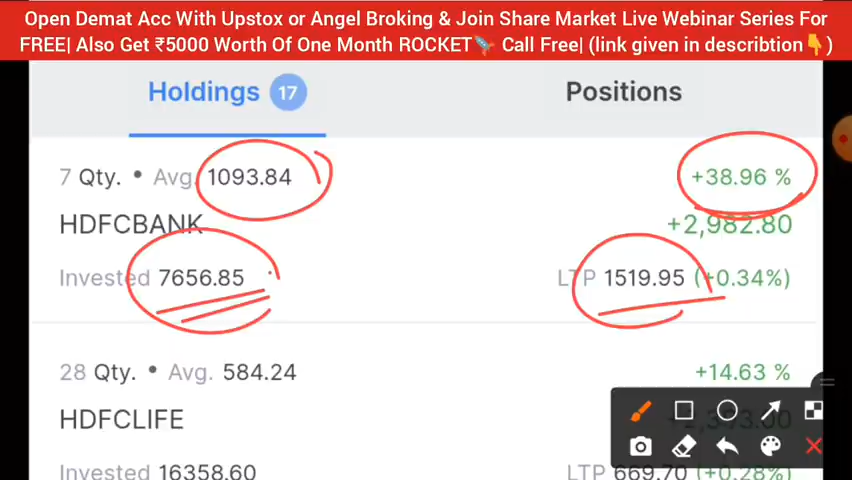 Open Demat Acc With Upstox or Angel Broking & Join Share Market Live Webinar Series For
FREE| Also Get ₹5000 Worth Of One Month ROCKET🚀 Call Free| (link given in describtion👇)
Holdings 17 Positions
7 Qty. • Avg. 1093.84 +38.96 %
HDFCBANK +2,982.80
Invested 7656.85 LTP 1519.95 (+0.34%)
28 Qty. • Avg. 584.24 +14.63 %
HDFCLIFE +2,393.00
Invested 16358.60 LTP 669.70 (+0.28%)